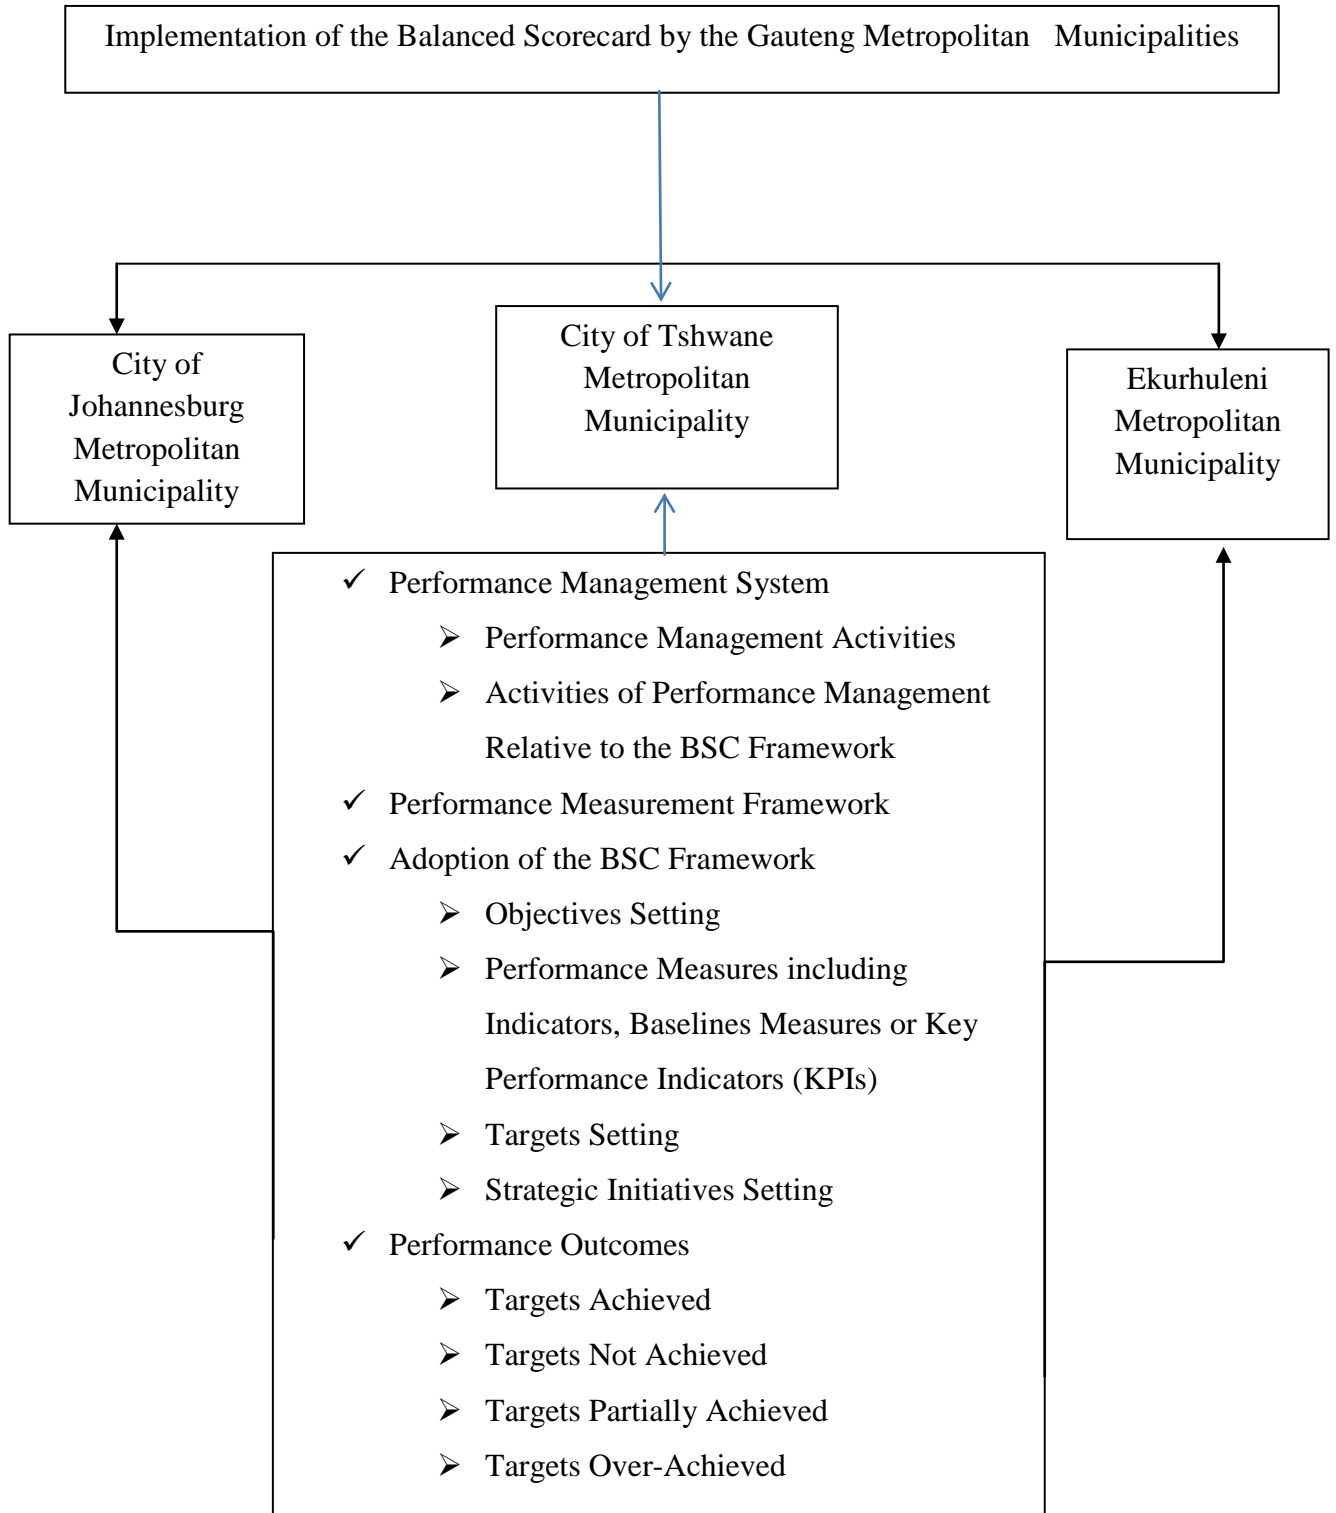 Implementation of the Balanced Scorecard by the Gauteng Metropolitan Municipalities
City of
Johannesburg
Metropolitan
Municipality
City of Tshwane
Metropolitan
Municipality
Ekurhuleni
Metropolitan
Municipality
✓ Performance Management System
➢ Performance Management Activities
➢ Activities of Performance Management
Relative to the BSC Framework
✓ Performance Measurement Framework
✓ Adoption of the BSC Framework
➢ Objectives Setting
➢ Performance Measures including
Indicators, Baselines Measures or Key
Performance Indicators (KPIs)
➢ Targets Setting
➢ Strategic Initiatives Setting
✓ Performance Outcomes
➢ Targets Achieved
➢ Targets Not Achieved
➢ Targets Partially Achieved
➢ Targets Over-Achieved